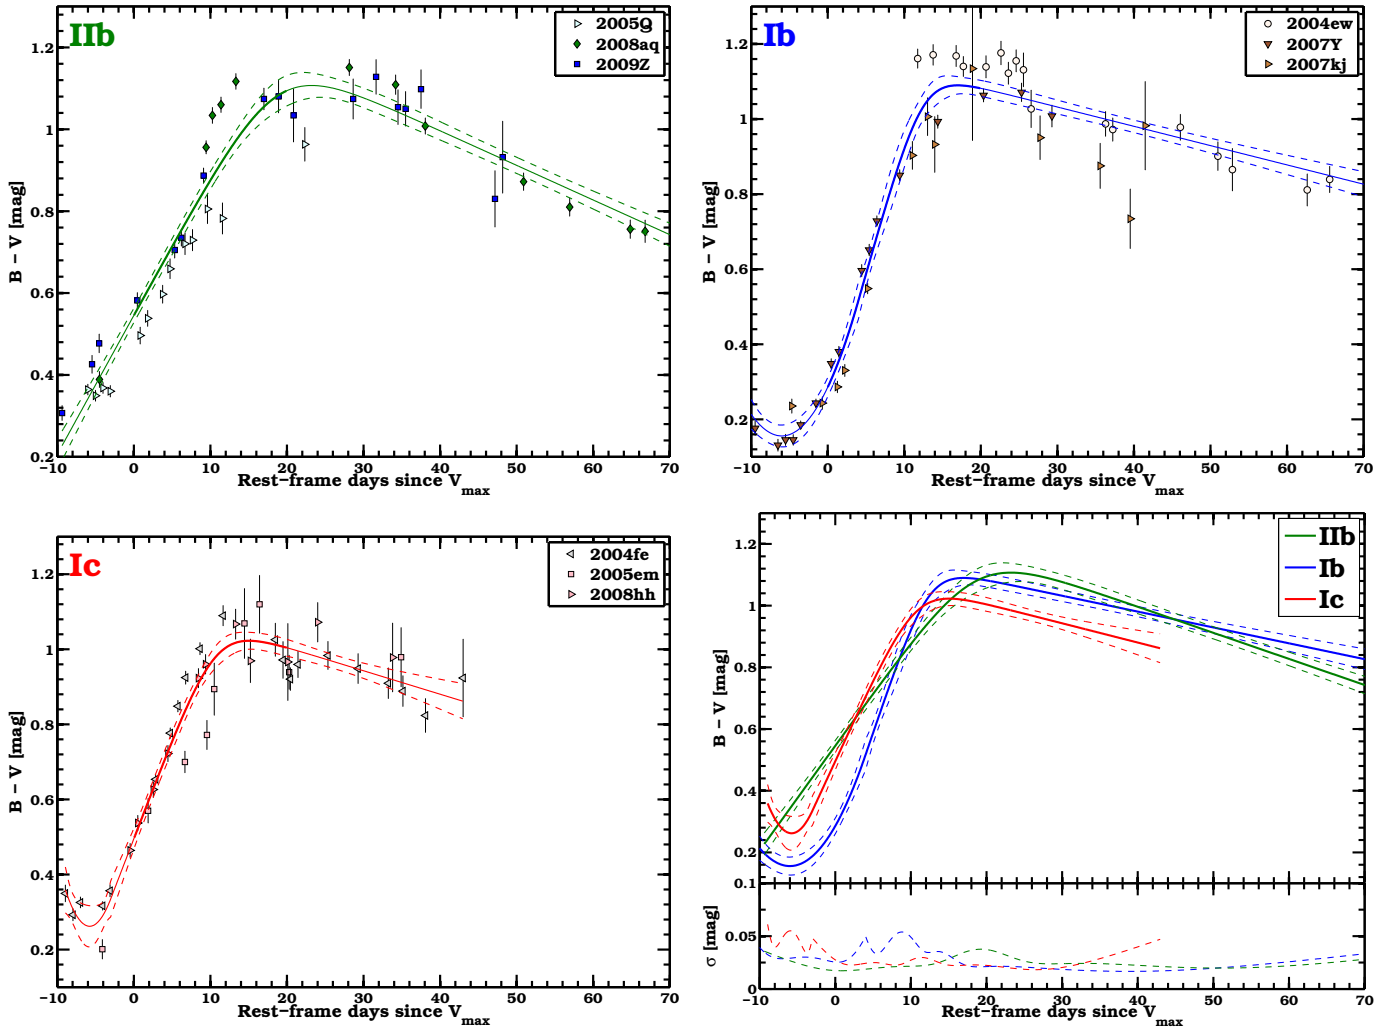 IIb
2005Q
2008aq
2009Z
1.2
1
0.8
0.6
0.4
0.2
B − V [mag]
−10 0 10 20 30 40 50 60 70
Rest−frame days since Vmax
Ib
2004ew
2007Y
2007kj
1.2
1
0.8
0.6
0.4
0.2
B − V [mag]
−10 0 10 20 30 40 50 60 70
Rest−frame days since Vmax
Ic
2004fe
2005em
2008hh
1.2
1
0.8
0.6
0.4
0.2
B − V [mag]
−10 0 10 20 30 40 50 60 70
Rest−frame days since Vmax
IIb
Ib
Ic
1.2
1
0.8
0.6
0.4
0.2
B − V [mag]
0.1
0.05
0
σ [mag]
−10 0 10 20 30 40 50 60 70
Rest−frame days since Vmax